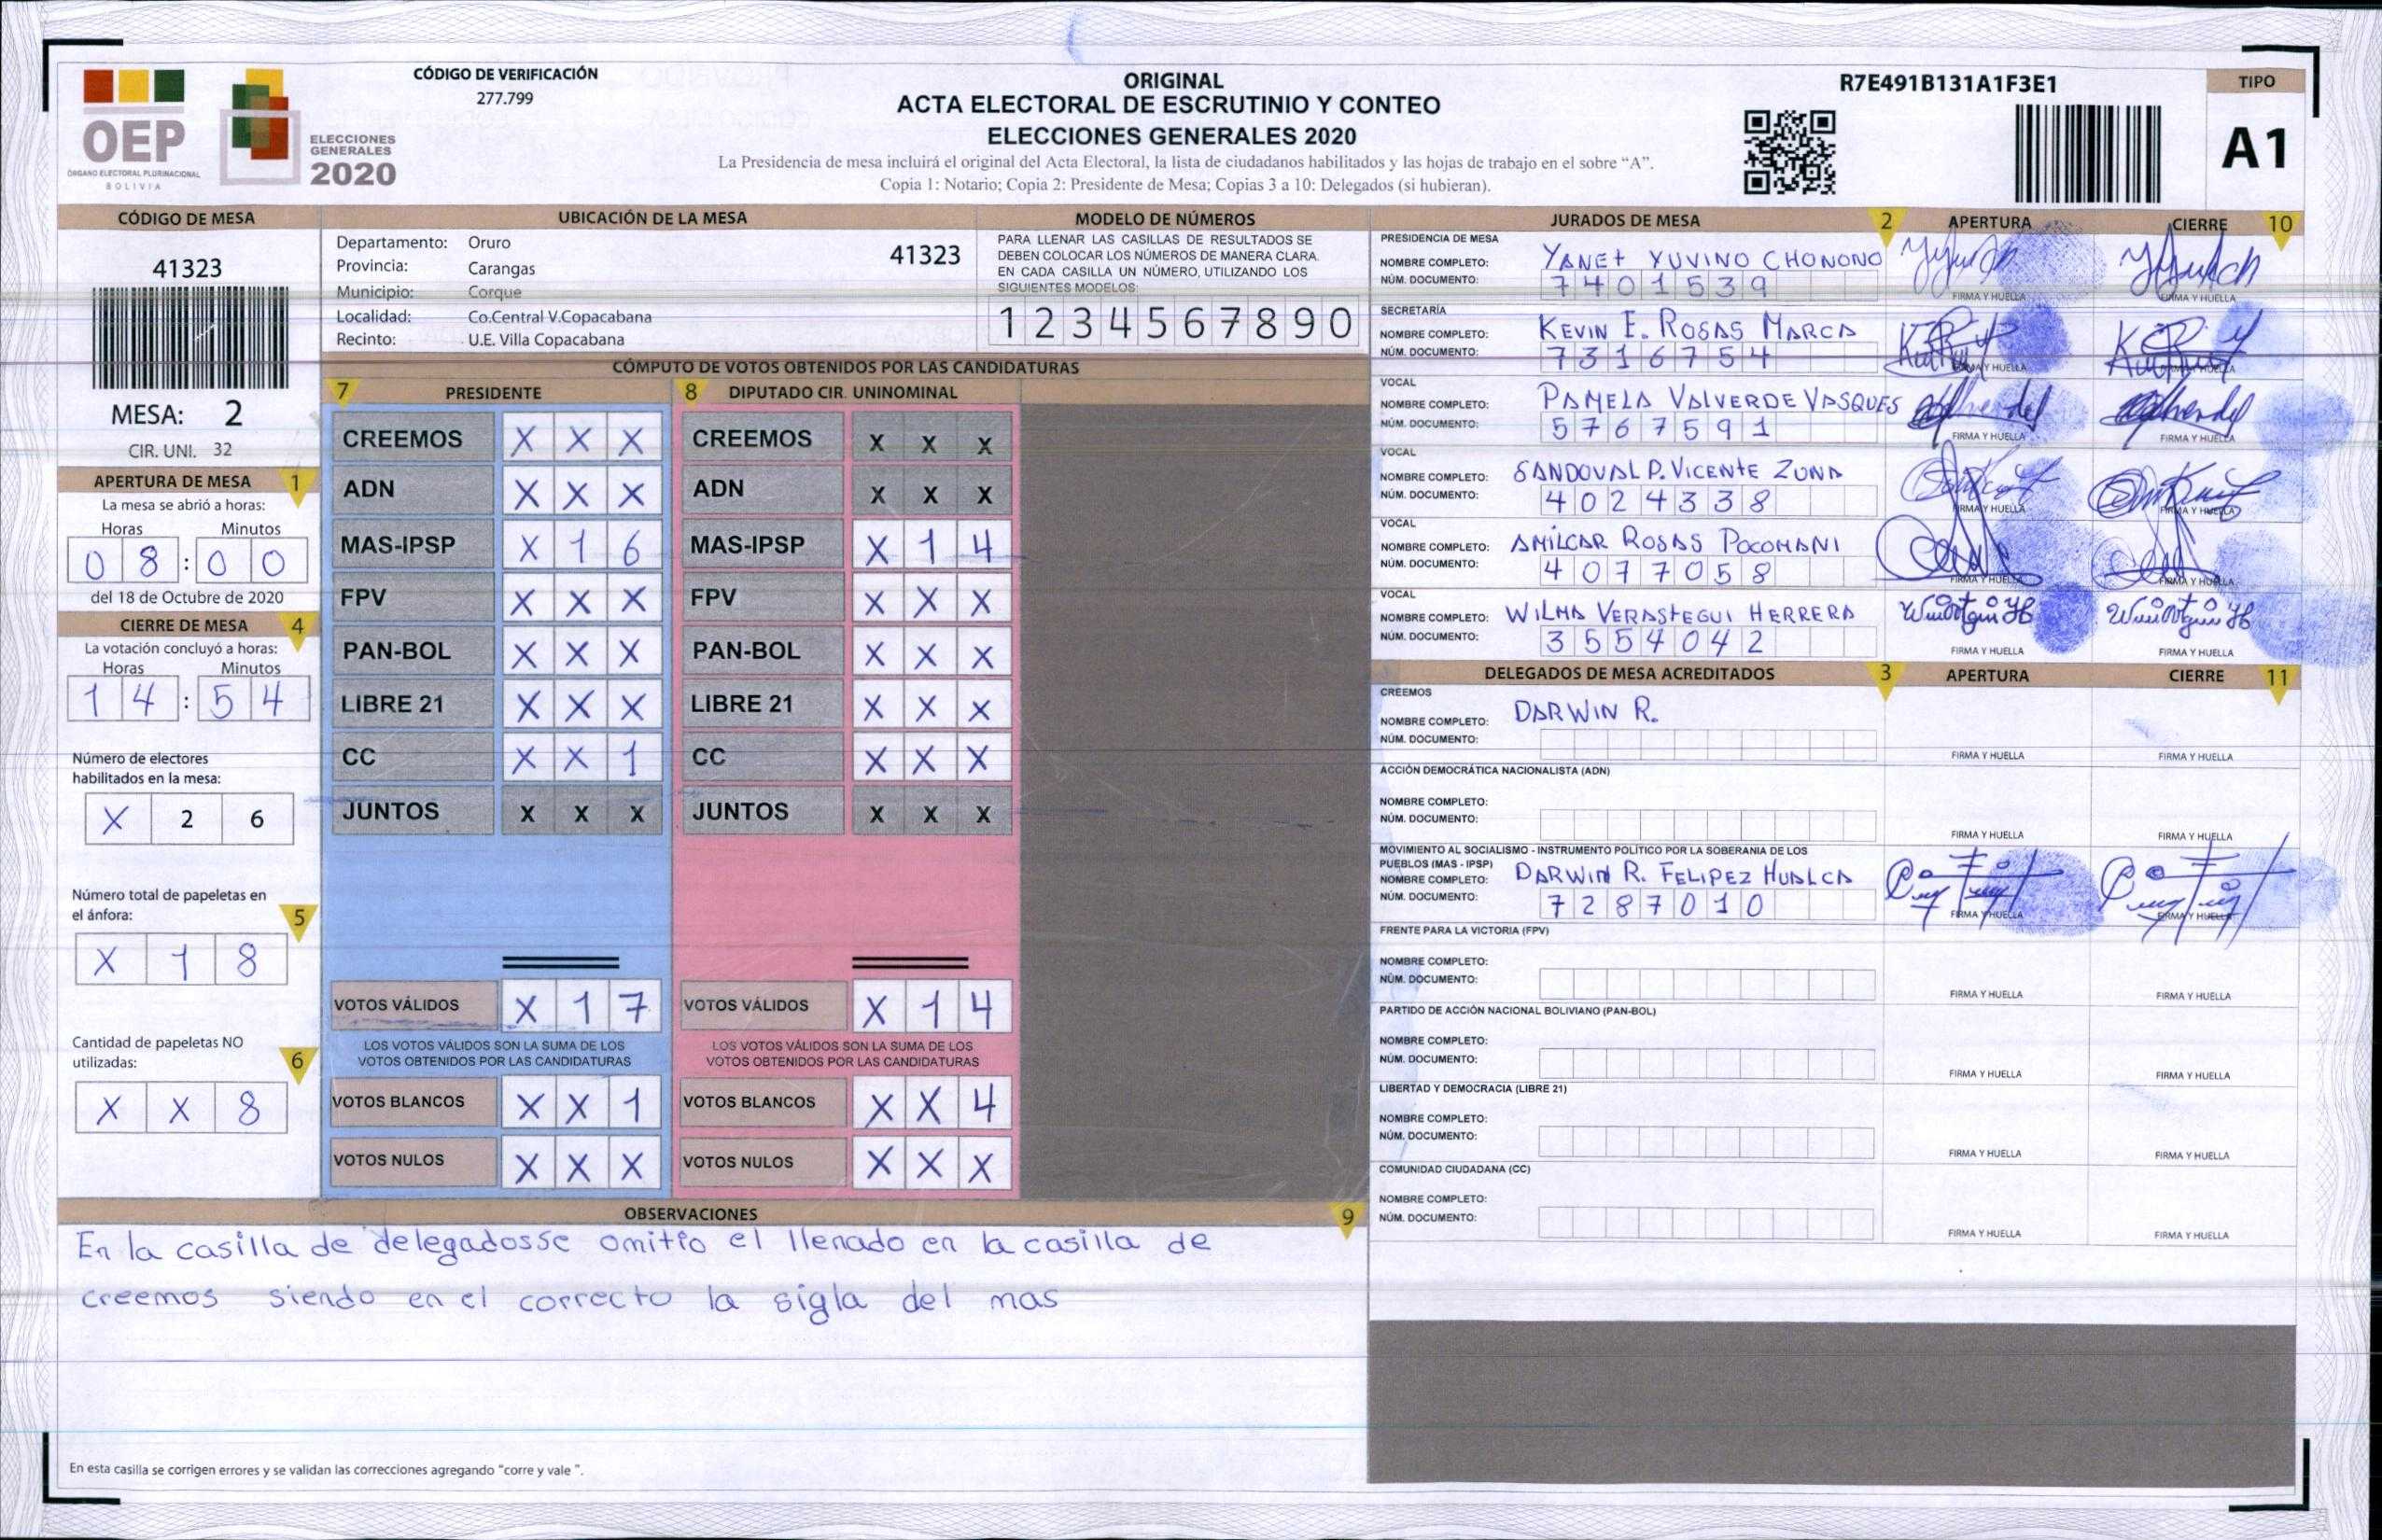 CÓDIGO DE VERIFICACIÓN
277.799
OEP
ÓRGANO ELECTORAL PLURINACIONAL
BOLIVIA
ELECCIONES
GENERALES
2020
ORIGINAL
ACTA ELECTORAL DE ESCRUTINIO Y CONTEO
ELECCIONES GENERALES 2020
La Presidencia de mesa incluirá el original del Acta Electoral, la lista de ciudadanos habilitados y las hojas de trabajo en el sobre “A”.
Copia 1: Notario; Copia 2: Presidente de Mesa; Copias 3 a 10: Delegados (si hubieran).
R7E491B131A1F3E1
TIPO
A1
CÓDIGO DE MESA
41323
MESA: 2
CIR. UNI. 32
APERTURA DE MESA 1
La mesa se abrió a horas:
Horas Minutos
0 8 : 0 0
del 18 de Octubre de 2020
CIERRE DE MESA 4
La votación concluyó a horas:
Horas Minutos
1 4 : 5 4
Número de electores
habilitados en la mesa:
X 2 6
Número total de papeletas en
el ánfora: 5
X 1 8
Cantidad de papeletas NO
utilizadas: 6
X X 8
UBICACIÓN DE LA MESA
Departamento: Oruro 41323
Provincia: Carangas
Municipio: Corque
Localidad: Co.Central V.Copacabana
Recinto: U.E. Villa Copacabana
MODELO DE NÚMEROS
PARA LLENAR LAS CASILLAS DE RESULTADOS SE
DEBEN COLOCAR LOS NÚMEROS DE MANERA CLARA.
EN CADA CASILLA UN NÚMERO, UTILIZANDO LOS
SIGUIENTES MODELOS:
1 2 3 4 5 6 7 8 9 0
CÓMPUTO DE VOTOS OBTENIDOS POR LAS CANDIDATURAS
7 PRESIDENTE 8 DIPUTADO CIR. UNINOMINAL
CREEMOS X X X CREEMOS X X X
ADN X X X ADN X X X
MAS-IPSP X 1 6 MAS-IPSP X 1 4
FPV X X X FPV X X X
PAN-BOL X X X PAN-BOL X X X
LIBRE 21 X X X LIBRE 21 X X X
CC X X 1 CC X X X
JUNTOS X X X JUNTOS X X X
VOTOS VÁLIDOS X 1 7 VOTOS VÁLIDOS X 1 4
LOS VOTOS VÁLIDOS SON LA SUMA DE LOS LOS VOTOS VÁLIDOS SON LA SUMA DE LOS
VOTOS OBTENIDOS POR LAS CANDIDATURAS VOTOS OBTENIDOS POR LAS CANDIDATURAS
VOTOS BLANCOS X X 1 VOTOS BLANCOS X X 4
VOTOS NULOS X X X VOTOS NULOS X X X
OBSERVACIONES 9
En la casilla de delegadosse omitio el llenado en la casilla de
creemos siendo en el correcto la sigla del mas
En esta casilla se corrigen errores y se validan las correcciones agregando “corre y vale ”.
JURADOS DE MESA 2 APERTURA CIERRE 10
PRESIDENCIA DE MESA
NOMBRE COMPLETO: YANET YUVINO CHONONO
NÚM. DOCUMENTO: 7401539
FIRMA Y HUELLA FIRMA Y HUELLA
SECRETARÍA
NOMBRE COMPLETO: KEVIN E. ROSAS MARCA
NÚM. DOCUMENTO: 7316754
FIRMA Y HUELLA FIRMA Y HUELLA
VOCAL
NOMBRE COMPLETO: PAMELA VALVERDE VASQUES
NÚM. DOCUMENTO: 5767591
FIRMA Y HUELLA FIRMA Y HUELLA
VOCAL
NOMBRE COMPLETO: SANDOVAL P. VICENTE ZUNA
NÚM. DOCUMENTO: 4024338
FIRMA Y HUELLA FIRMA Y HUELLA
VOCAL
NOMBRE COMPLETO: AMILCAR ROSAS POCOMANI
NÚM. DOCUMENTO: 4077058
FIRMA Y HUELLA FIRMA Y HUELLA
VOCAL
NOMBRE COMPLETO: WILMA VERASTEGUI HERRERA
NÚM. DOCUMENTO: 3554042
FIRMA Y HUELLA FIRMA Y HUELLA
DELEGADOS DE MESA ACREDITADOS 3 APERTURA CIERRE 11
CREEMOS
NOMBRE COMPLETO: DARWIN R.
NÚM. DOCUMENTO:
FIRMA Y HUELLA FIRMA Y HUELLA
ACCIÓN DEMOCRÁTICA NACIONALISTA (ADN)
NOMBRE COMPLETO:
NÚM. DOCUMENTO:
FIRMA Y HUELLA FIRMA Y HUELLA
MOVIMIENTO AL SOCIALISMO - INSTRUMENTO POLÍTICO POR LA SOBERANIA DE LOS
PUEBLOS (MAS - IPSP)
NOMBRE COMPLETO: DARWIN R. FELIPEZ HUALCA
NÚM. DOCUMENTO: 7287010
FIRMA Y HUELLA FIRMA Y HUELLA
FRENTE PARA LA VICTORIA (FPV)
NOMBRE COMPLETO:
NÚM. DOCUMENTO:
FIRMA Y HUELLA FIRMA Y HUELLA
PARTIDO DE ACCIÓN NACIONAL BOLIVIANO (PAN-BOL)
NOMBRE COMPLETO:
NÚM. DOCUMENTO:
FIRMA Y HUELLA FIRMA Y HUELLA
LIBERTAD Y DEMOCRACIA (LIBRE 21)
NOMBRE COMPLETO:
NÚM. DOCUMENTO:
FIRMA Y HUELLA FIRMA Y HUELLA
COMUNIDAD CIUDADANA (CC)
NOMBRE COMPLETO:
NÚM. DOCUMENTO:
FIRMA Y HUELLA FIRMA Y HUELLA